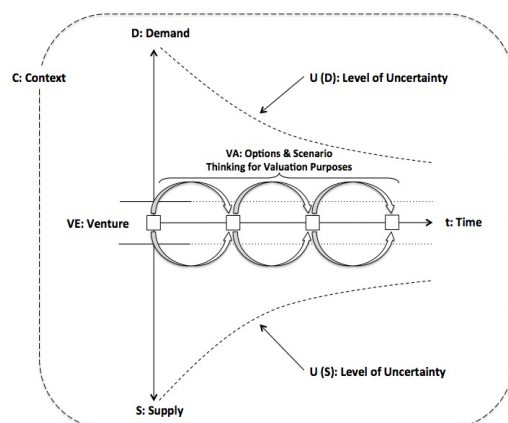 D: Demand
C: Context
U (D): Level of Uncertainty
VA: Options & Scenario
Thinking for Valuation Purposes
VE: Venture
t: Time
U (S): Level of Uncertainty
S: Supply